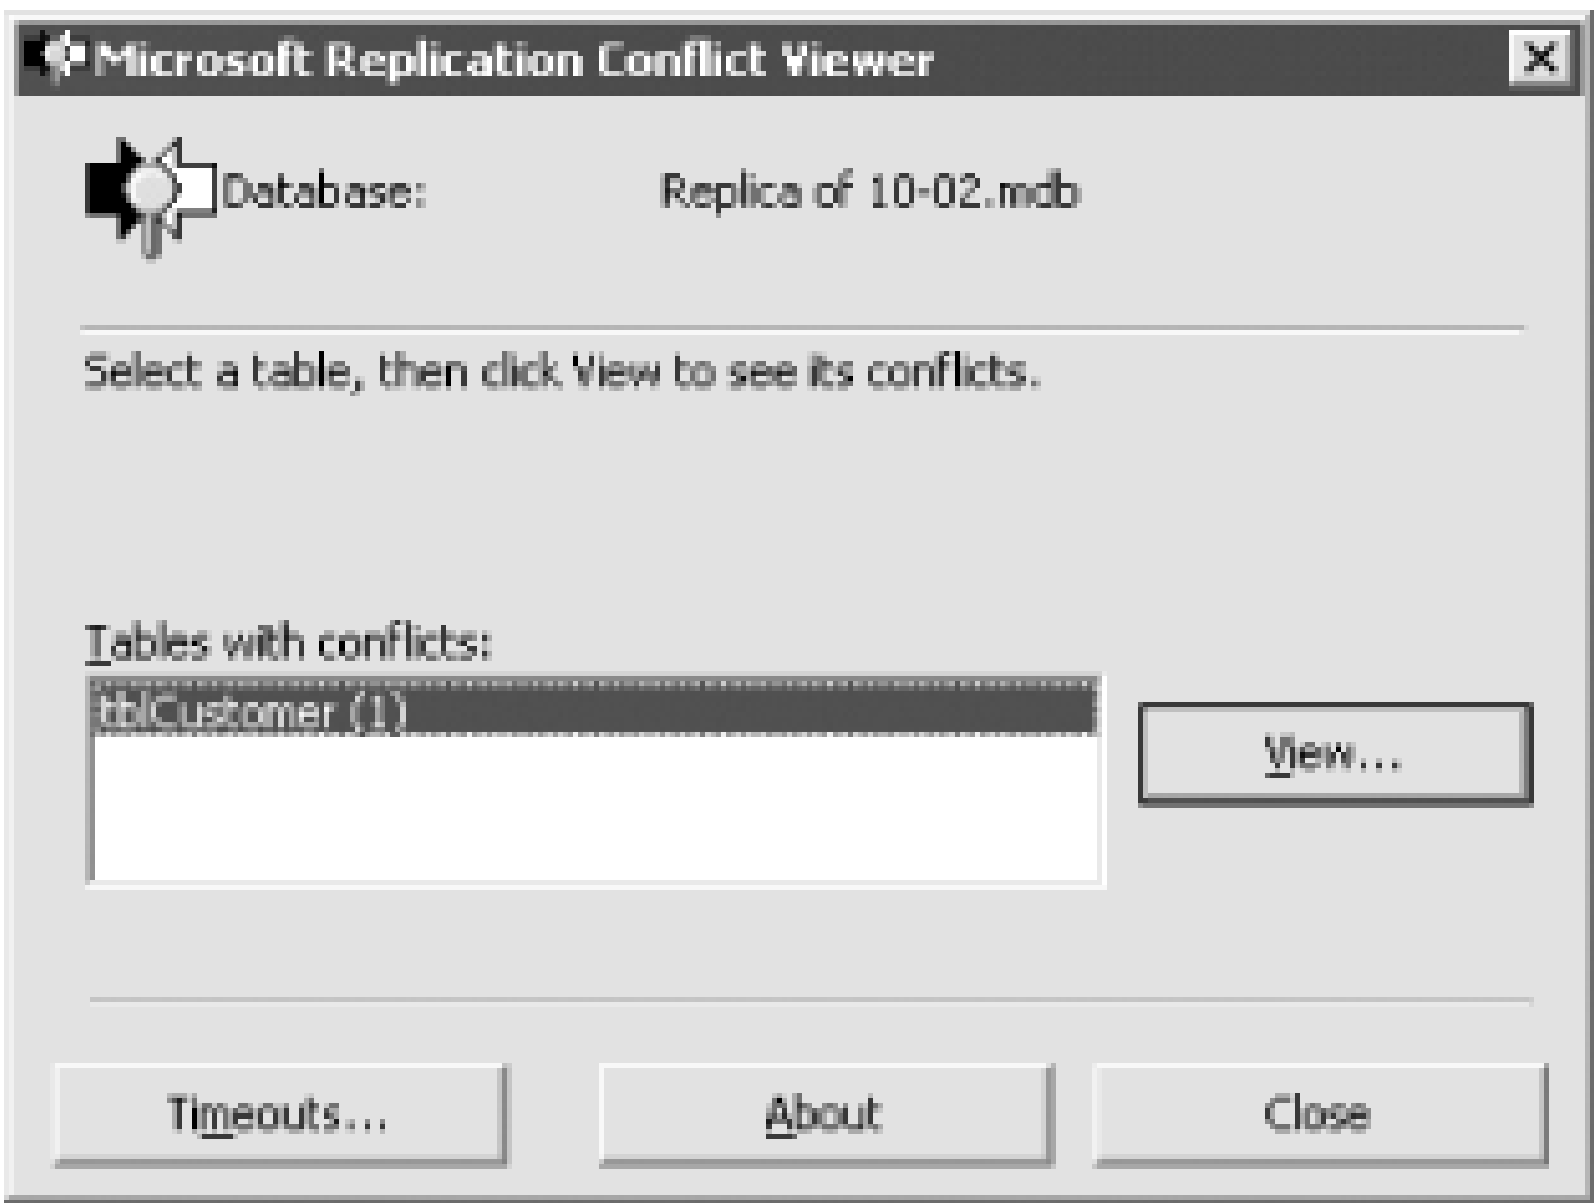 Microsoft Replication Conflict Viewer
Database: Replica of 10-02.mdb
Select a table, then click View to see its conflicts.
Tables with conflicts:
tblCustomer (1)
View...
Timeouts... About Close